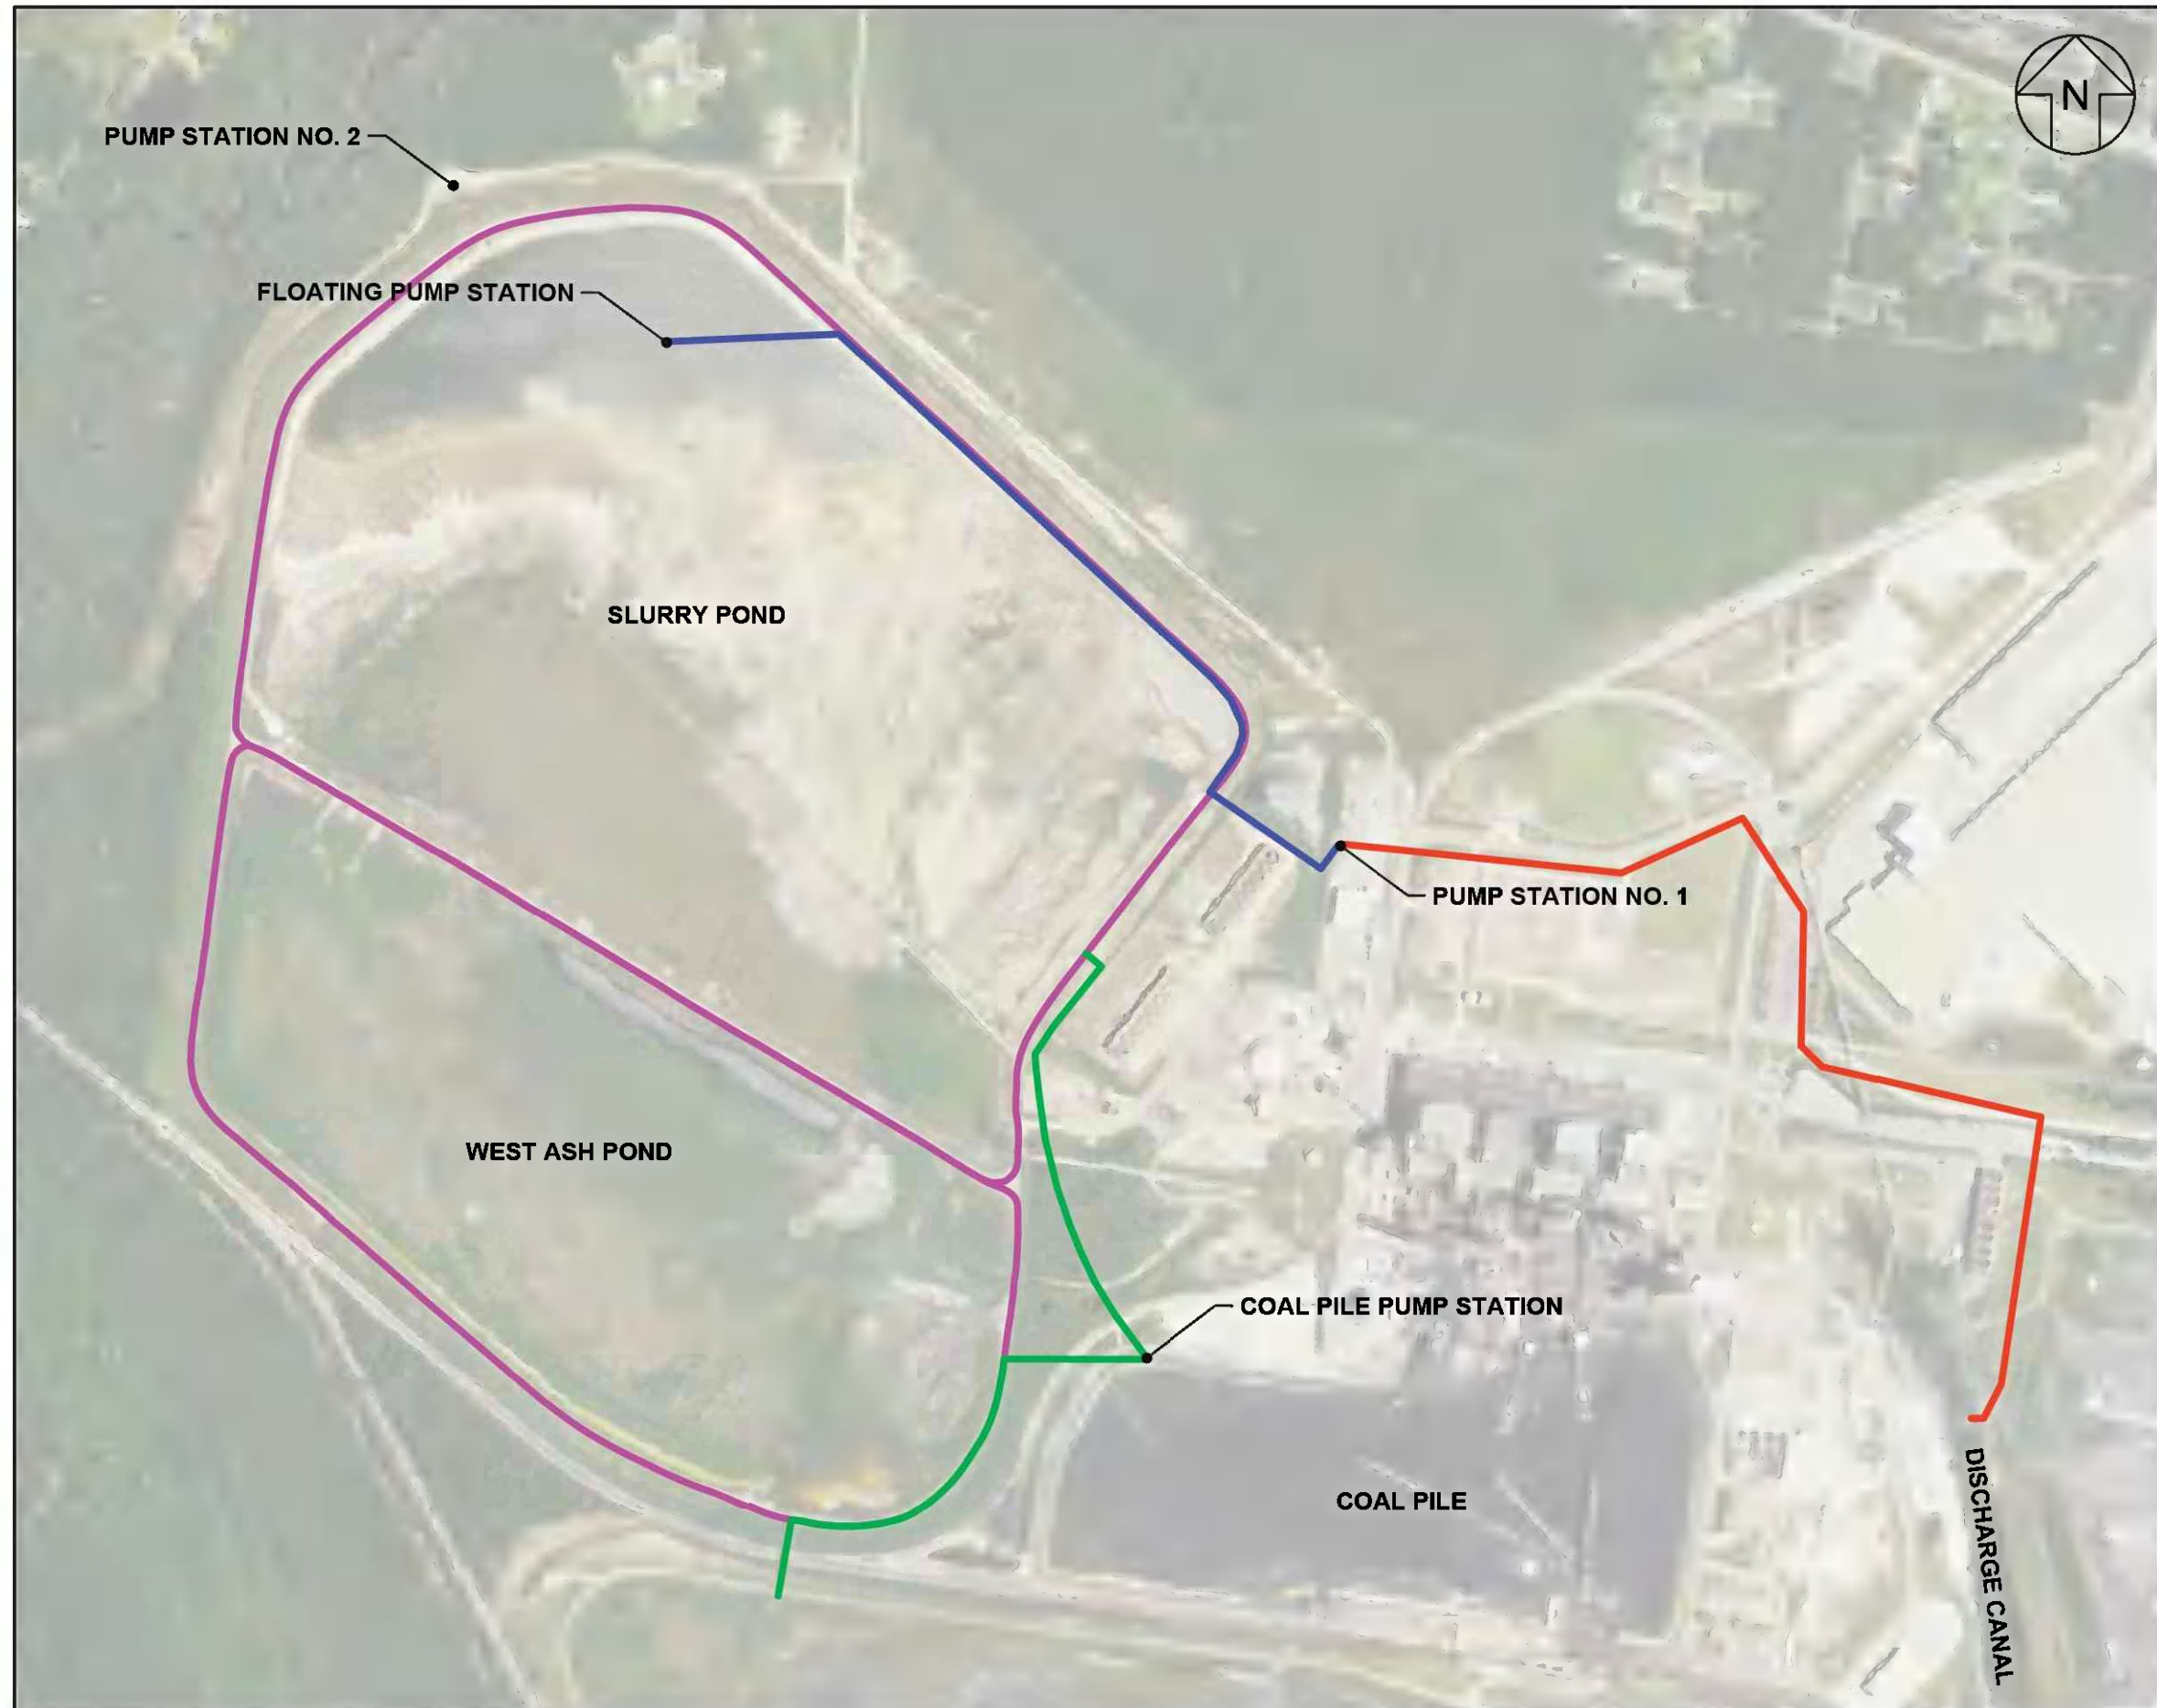 N
PUMP STATION NO. 2
FLOATING PUMP STATION
SLURRY POND
PUMP STATION NO. 1
WEST ASH POND
COAL PILE PUMP STATION
COAL PILE
DISCHARGE CANAL